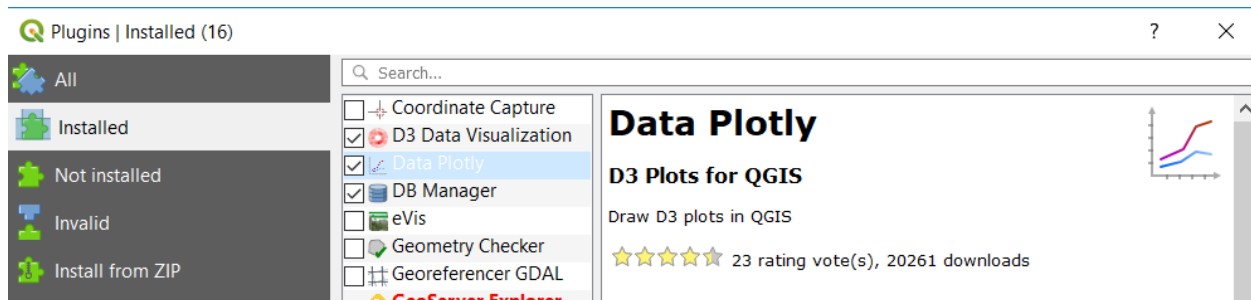 Plugins | Installed (16)
?
All
Installed
Not installed
Invalid
Install from ZIP
Search...
Coordinate Capture
D3 Data Visualization
Data Plotly
DB Manager
eVis
Geometry Checker
Georeferencer GDAL
GeoServer Explorer
Data Plotly
D3 Plots for QGIS
Draw D3 plots in QGIS
23 rating vote(s), 20261 downloads